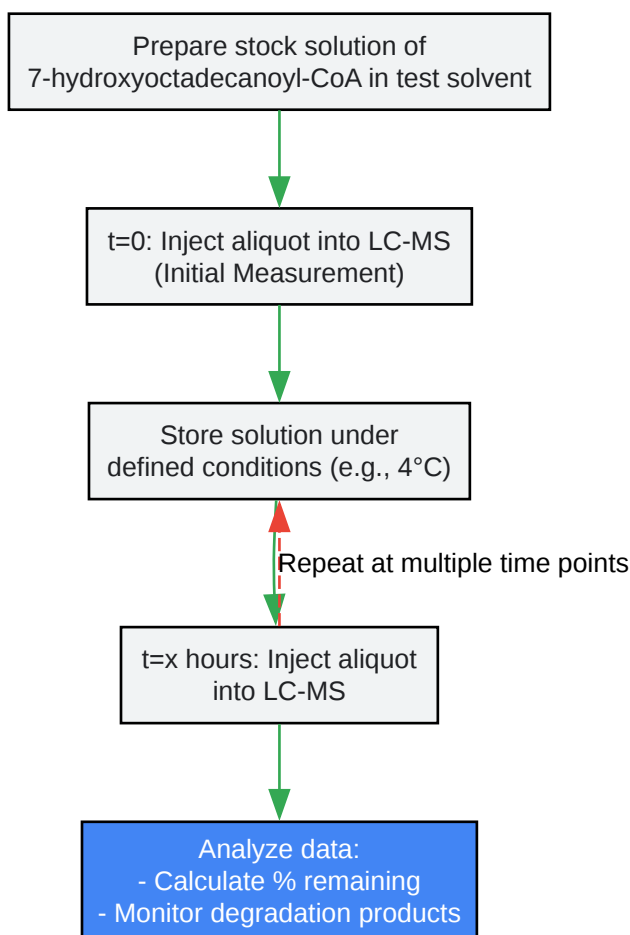 Prepare stock solution of
7-hydroxyoctadecanoyl-CoA in test solvent
t=0: Inject aliquot into LC-MS
(Initial Measurement)
Store solution under
defined conditions (e.g., 4°C)
Repeat at multiple time points
t=x hours: Inject aliquot
into LC-MS
Analyze data:
- Calculate % remaining
- Monitor degradation products